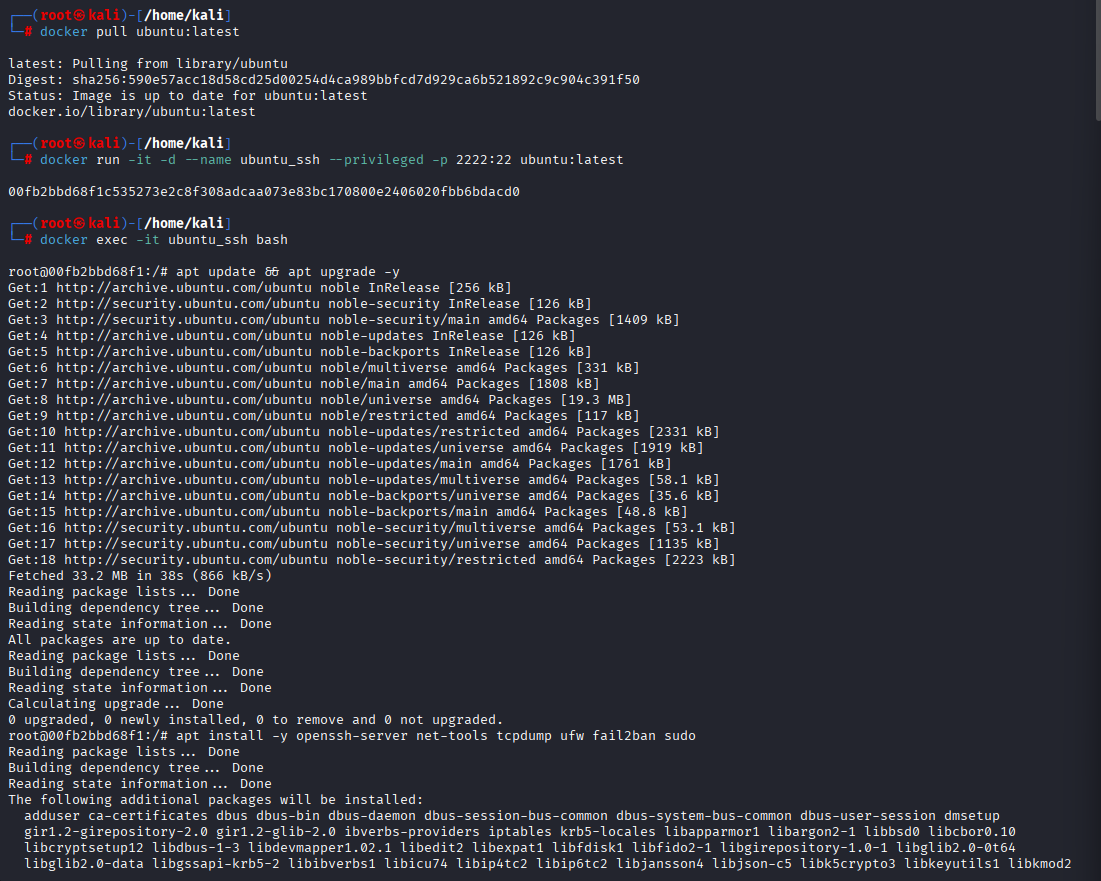 ┌──(root㉿kali)-[/home/kali]
└─# docker pull ubuntu:latest
latest: Pulling from library/ubuntu
Digest: sha256:590e57acc18d58cd25d00254d4ca989bbfcd7d929ca6b521892c9c904c391f50
Status: Image is up to date for ubuntu:latest
docker.io/library/ubuntu:latest
┌──(root㉿kali)-[/home/kali]
└─# docker run -it -d --name ubuntu_ssh --privileged -p 2222:22 ubuntu:latest
00fb2bbd68f1c535273e2c8f308adcaa073e83bc170800e2406020fbb6bdacd0
┌──(root㉿kali)-[/home/kali]
└─# docker exec -it ubuntu_ssh bash
root@00fb2bbd68f1:/# apt update && apt upgrade -y
Get:1 http://archive.ubuntu.com/ubuntu noble InRelease [256 kB]
Get:2 http://security.ubuntu.com/ubuntu noble-security InRelease [126 kB]
Get:3 http://security.ubuntu.com/ubuntu noble-security/main amd64 Packages [1409 kB]
Get:4 http://archive.ubuntu.com/ubuntu noble-updates InRelease [126 kB]
Get:5 http://archive.ubuntu.com/ubuntu noble-backports InRelease [126 kB]
Get:6 http://archive.ubuntu.com/ubuntu noble/multiverse amd64 Packages [331 kB]
Get:7 http://archive.ubuntu.com/ubuntu noble/main amd64 Packages [1808 kB]
Get:8 http://archive.ubuntu.com/ubuntu noble/universe amd64 Packages [19.3 MB]
Get:9 http://archive.ubuntu.com/ubuntu noble/restricted amd64 Packages [117 kB]
Get:10 http://archive.ubuntu.com/ubuntu noble-updates/restricted amd64 Packages [2331 kB]
Get:11 http://archive.ubuntu.com/ubuntu noble-updates/universe amd64 Packages [1919 kB]
Get:12 http://archive.ubuntu.com/ubuntu noble-updates/main amd64 Packages [1761 kB]
Get:13 http://archive.ubuntu.com/ubuntu noble-updates/multiverse amd64 Packages [58.1 kB]
Get:14 http://archive.ubuntu.com/ubuntu noble-backports/universe amd64 Packages [35.6 kB]
Get:15 http://archive.ubuntu.com/ubuntu noble-backports/main amd64 Packages [48.8 kB]
Get:16 http://security.ubuntu.com/ubuntu noble-security/multiverse amd64 Packages [53.1 kB]
Get:17 http://security.ubuntu.com/ubuntu noble-security/universe amd64 Packages [1135 kB]
Get:18 http://security.ubuntu.com/ubuntu noble-security/restricted amd64 Packages [2223 kB]
Fetched 33.2 MB in 38s (866 kB/s)
Reading package lists... Done
Building dependency tree... Done
Reading state information... Done
All packages are up to date.
Reading package lists... Done
Building dependency tree... Done
Reading state information... Done
Calculating upgrade... Done
0 upgraded, 0 newly installed, 0 to remove and 0 not upgraded.
root@00fb2bbd68f1:/# apt install -y openssh-server net-tools tcpdump ufw fail2ban sudo
Reading package lists... Done
Building dependency tree... Done
Reading state information... Done
The following additional packages will be installed:
adduser ca-certificates dbus dbus-bin dbus-daemon dbus-session-bus-common dbus-system-bus-common dbus-user-session dmsetup
gir1.2-girepository-2.0 gir1.2-glib-2.0 ibverbs-providers iptables krb5-locales libapparmor1 libargon2-1 libbsd0 libcbor0.10
libcryptsetup12 libdbus-1-3 libdevmapper1.02.1 libedit2 libexpat1 libfdisk1 libfido2-1 libgirepository-1.0-1 libglib2.0-0t64
libglib2.0-data libgssapi-krb5-2 libibverbs1 libicu74 libip4tc2 libip6tc2 libjansson4 libjson-c5 libk5crypto3 libkeyutils1 libkmod2